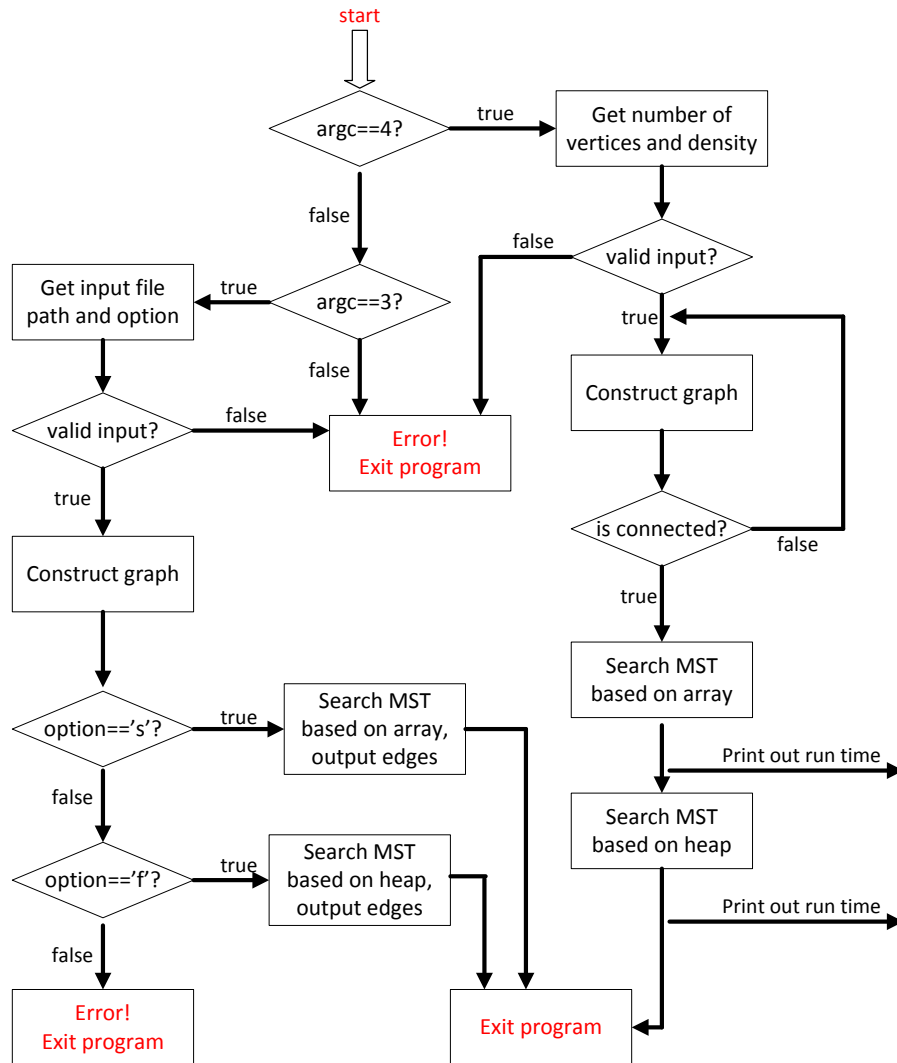 start
argc==4?
true
Get number of
vertices and density
false
false
valid input?
Get input file
path and option
true
argc==3?
true
false
Construct graph
valid input?
false
Error!
Exit program
true
is connected?
false
Construct graph
true
Search MST
based on array
option=='s'?
true
Search MST
based on array,
output edges
Print out run time
false
Search MST
based on heap
option=='f'?
true
Search MST
based on heap,
output edges
Print out run time
false
Error!
Exit program
Exit program